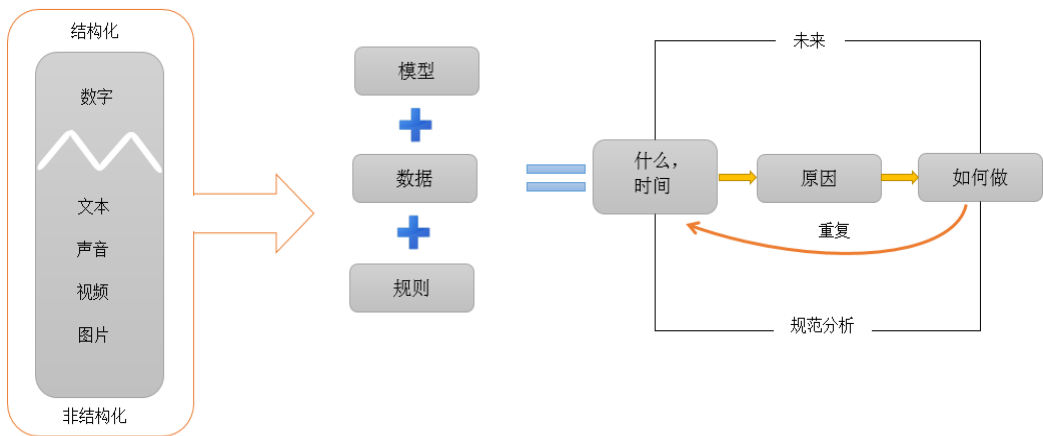 结构化
数字
文本
声音
视频
图片
非结构化
模型
数据
规则
未来
什么，
时间
原因
如何做
重复
规范分析